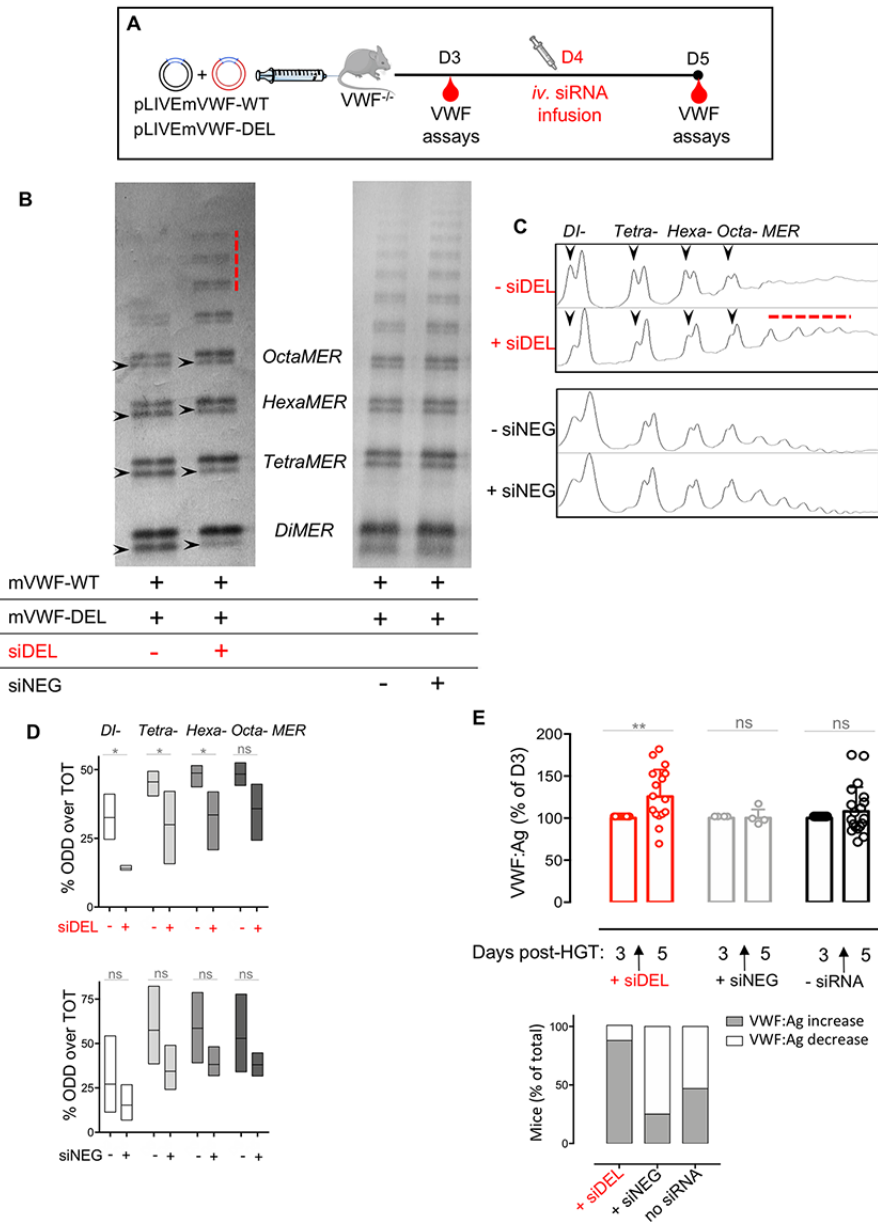 A
D3
D4
D5
+
pLIVEmVWF-WT
pLIVEmVWF-DEL
VWF-/-
VWF
assays
iv. siRNA
infusion
VWF
assays
B
OctaMER
HexaMER
TetraMER
DiMER
mVWF-WT + + + +
mVWF-DEL + + + +
siDEL - +
siNEG - +
C
DI- Tetra- Hexa- Octa- MER
- siDEL
+ siDEL
- siNEG
+ siNEG
D
DI- Tetra- Hexa- Octa- MER
* * * ns
% ODD over TOT
50
25
0
siDEL - + - + - + - +
ns ns ns ns
% ODD over TOT
75
50
25
0
siNEG - + - + - + - +
E
** ns ns
VWF:Ag (% of D3)
200
150
100
50
0
Days post-HGT: 3 5 3 5 3 5
+ siDEL + siNEG - siRNA
VWF:Ag increase
VWF:Ag decrease
Mice (% of total)
100
50
0
+ siDEL
+ siNEG
no siRNA